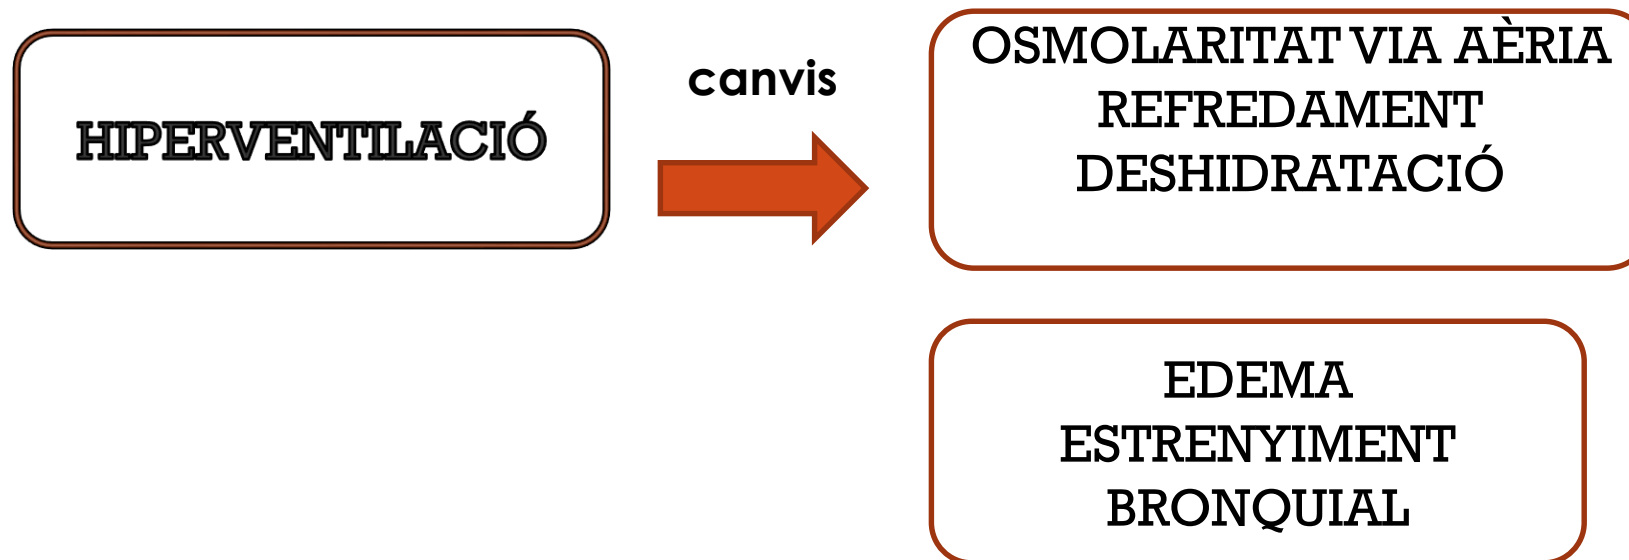 HIPERVENTILACIÓ
canvis
OSMOLARITAT VIA AÈRIA
REFREDAMENT
DESHIDRATACIÓ
EDEMA
ESTRENYIMENT
BRONQUIAL